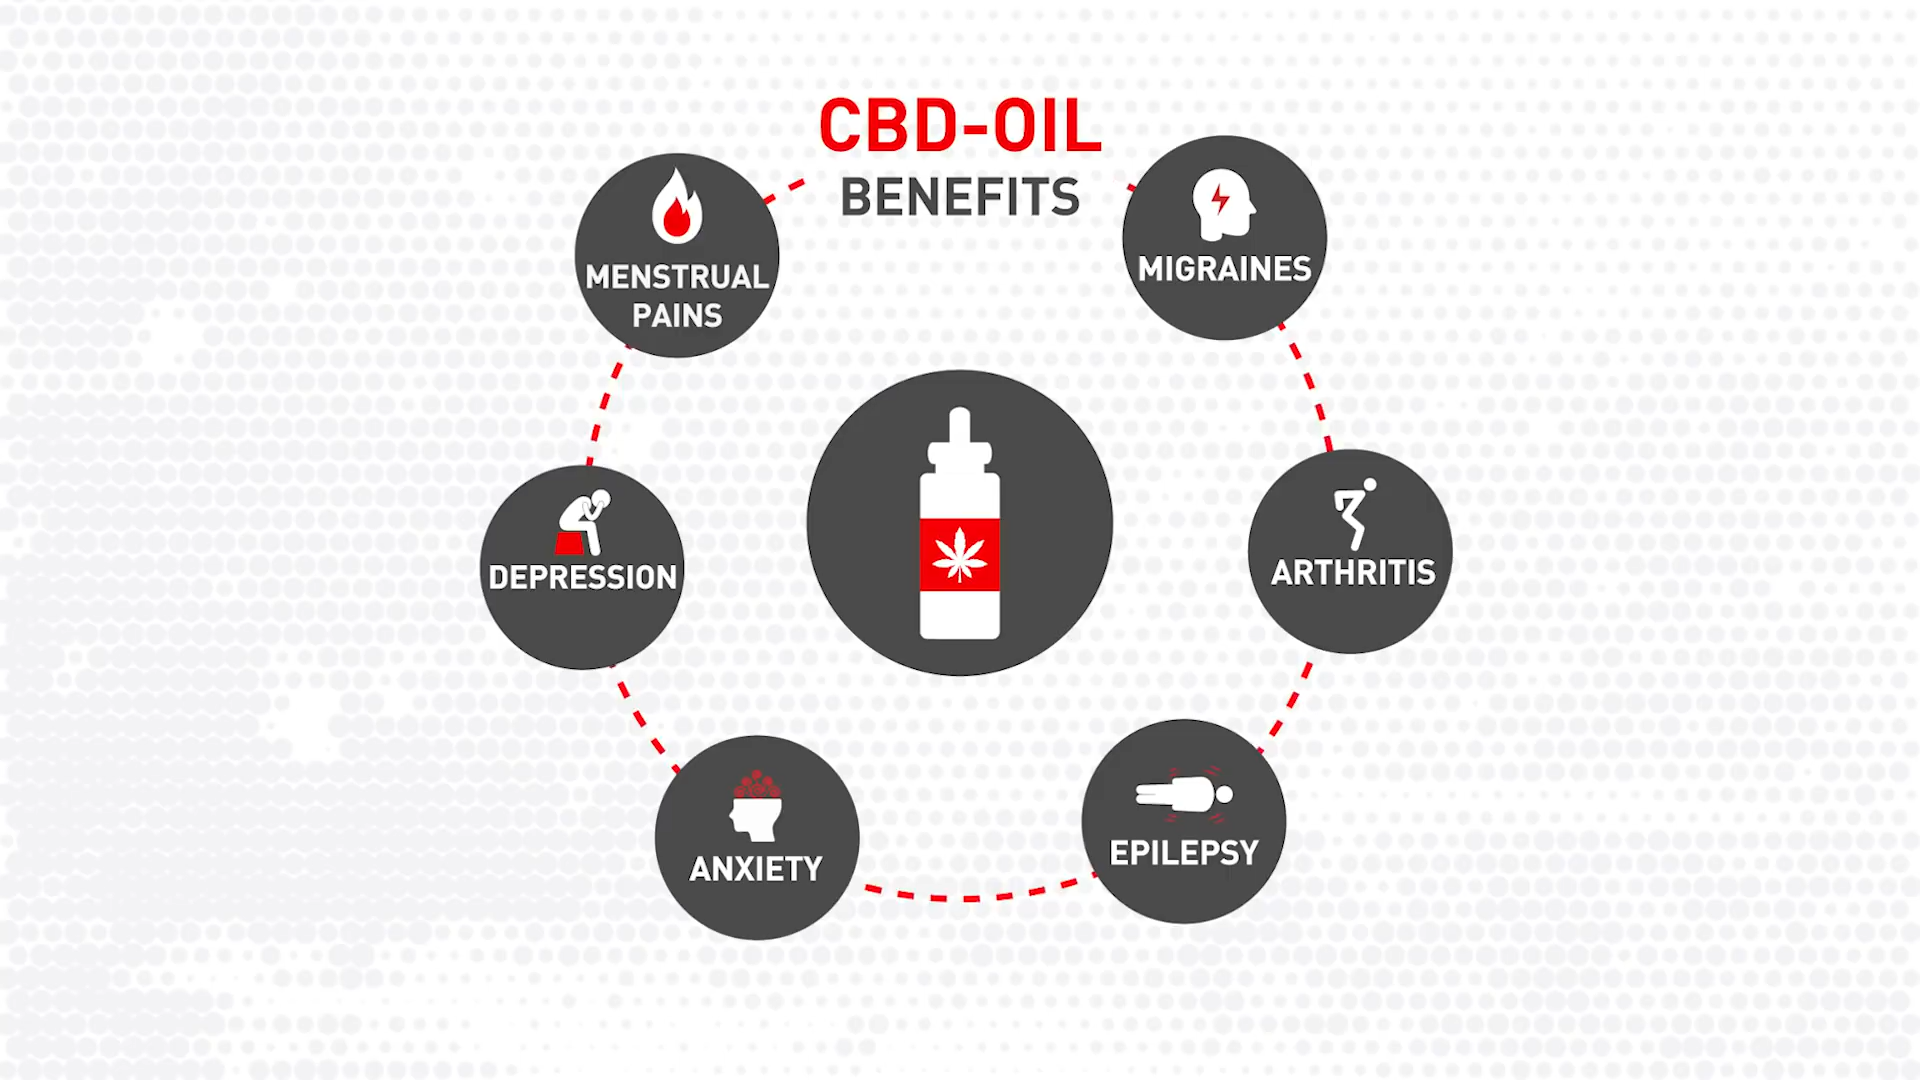 CBD-OIL
BENEFITS
MENSTRUAL
PAINS
MIGRAINES
DEPRESSION
ARTHRITIS
ANXIETY
EPILEPSY